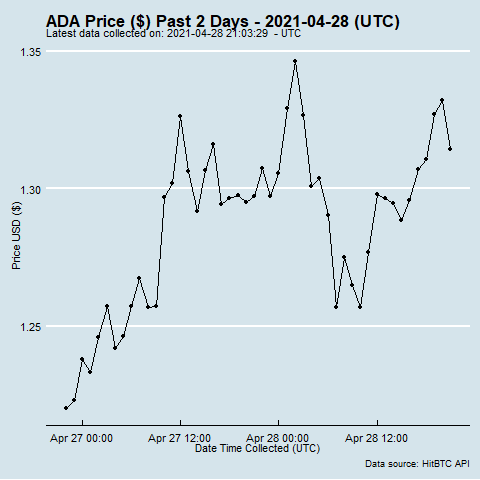 ADA Price ($) Past 2 Days - 2021-04-28 (UTC)
Latest data collected on: 2021-04-28 21:03:29 - UTC
1.35
1.30
1.25
Price USD ($)
Apr 27 00:00 Apr 27 12:00 Apr 28 00:00 Apr 28 12:00
Date Time Collected (UTC)
Data source: HitBTC API